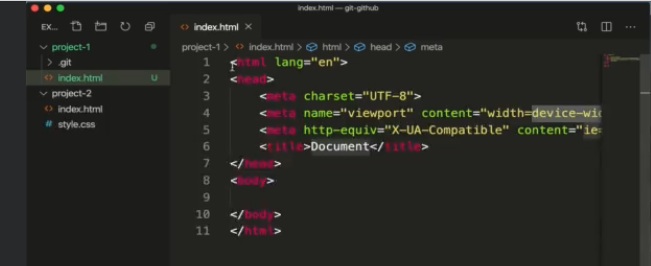 index.html — git-github
EX...
index.html ×
project-1
project-1 > index.html > html > head > meta
> .git
index.html U
project-2
index.html
# style.css
1 <html lang="en">
2 <head>
3 <meta charset="UTF-8">
4 <meta name="viewport" content="width=device-wid
5 <meta http-equiv="X-UA-Compatible" content="ie=
6 <title>Document</title>
7 </head>
8 <body>
9
10 </body>
11 </html>